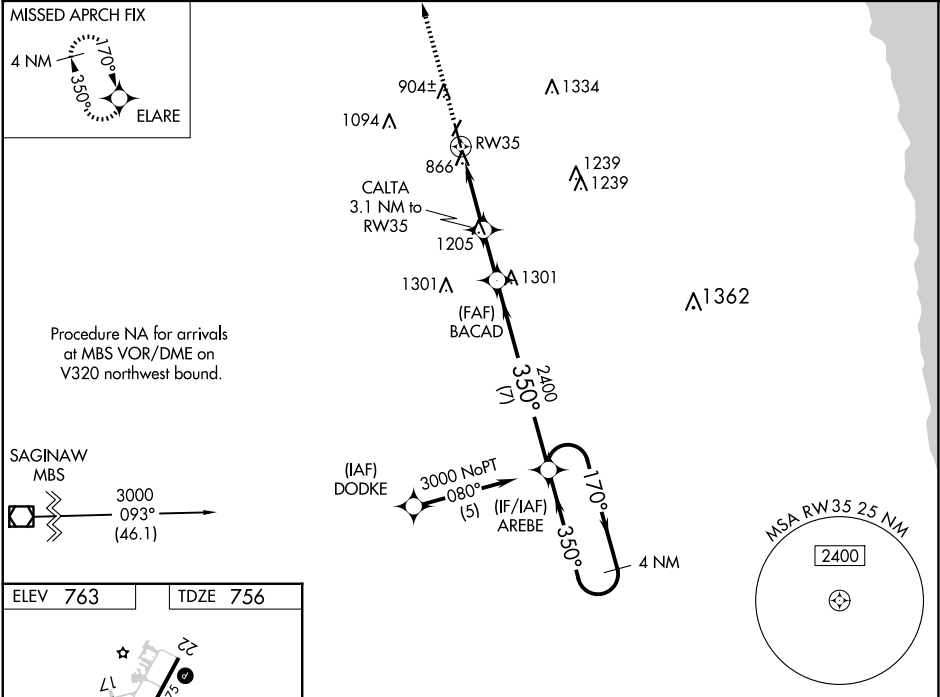 MISSED APRCH FIX
4 NM
170°
350°
ELARE
904±
1334
1094
RW35
866
1239
1239
CALTA
3.1 NM to
RW35
1205
1301
1301
(FAF)
BACAD
1362
Procedure NA for arrivals
at MBS VOR/DME on
V320 northwest bound.
2400
350°
(7)
SAGINAW
MBS
3000
093°
(46.1)
(IAF)
DODKE
3000 NoPT
080°
(5)
(IF/IAF)
AREBE
170°
350°
4 NM
MSA RW35 25 NM
2400
ELEV 763
TDZE 756
22
17
75
P